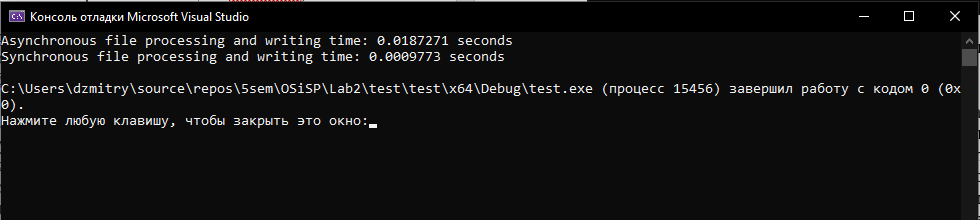 Консоль отладки Microsoft Visual Studio
Asynchronous file processing and writing time: 0.0187271 seconds
Synchronous file processing and writing time: 0.0009773 seconds
C:\Users\dzmitry\source\repos\5sem\OSiSP\Lab2\test\test\x64\Debug\test.exe (процесс 15456) завершил работу с кодом 0 (0x
0).
Нажмите любую клавишу, чтобы закрыть это окно: